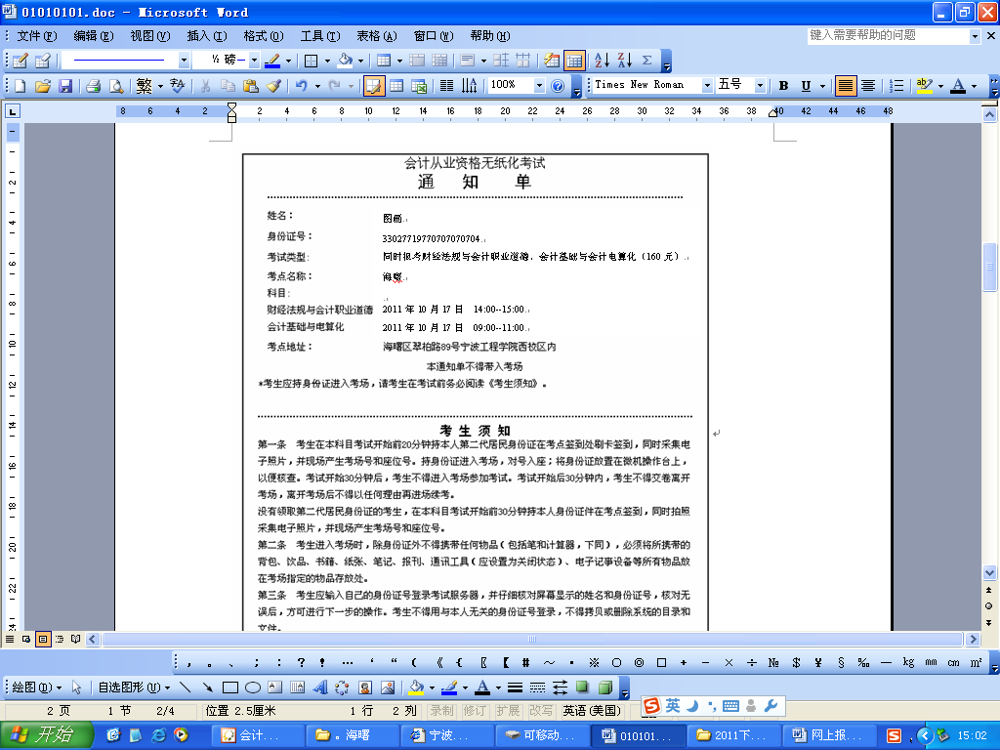 01010101.doc - Microsoft Word
文件(F) 编辑(E) 视图(V) 插入(I) 格式(O) 工具(T) 表格(A) 窗口(W) 帮助(H) 键入需要帮助的问题
½ 磅
繁 100% Times New Roman 五号 B U A
8 6 4 2 2 4 6 8 10 12 14 16 18 20 22 24 26 28 30 32 34 36 38 40 42 44 46 48
会计从业资格无纸化考试
通 知 单
姓名:
身份证号: 33027719770707070704
考试类型: 同时报考财经法规与会计职业道德、会计基础与会计电算化(160 元)
考点名称: 海曙
科目:
财经法规与会计职业道德 2011 年 10 月 17 日 14:00--15:00
会计基础与电算化 2011 年 10 月 17 日 09:00--11:00
考点地址: 海曙区翠柏路89号宁波工程学院西校区内
本通知单不得带入考场
*考生应持身份证进入考场,请考生在考试前务必阅读《考生须知》。
考 生 须 知
第一条 考生在本科目考试开始前20分钟持本人第二代居民身份证在考点签到处刷卡签到,同时采集电
子照片,并现场产生考场号和座位号。持身份证进入考场,对号入座;将身份证放置在微机操作台上,
以便核查。考试开始30分钟后,考生不得进入考场参加考试。考试开始后30分钟内,考生不得交卷离开
考场,离开考场后不得以任何理由再进场续考。
没有领取第二代居民身份证的考生,在本科目考试开始前30分钟持本人身份证件在考点签到,同时拍照
采集电子照片,并现场产生考场号和座位号。
第二条 考生进入考场时,除身份证外不得携带任何物品(包括笔和计算器,下同),必须将所携带的
背包、饮品、书籍、纸张、笔记、报刊、通讯工具(应设置为关闭状态)、电子记事设备等所有物品放
在考场指定的物品存放处。
第三条 考生应输入自己的身份证号登录考试服务器,并仔细核对屏幕显示的姓名和身份证号,核对无
误后,方可进行下一步的操作。考生不得用与本人无关的身份证号登录,不得拷贝或删除系统的目录和
文件。
, 。 、 ; : ? ! … ‘ “ ( 《 { 〖 【 # ~ · ※ ○ ◎ □ + - × ÷ № $ ¥ § ‰ ℃ kg mm cm m²
绘图(D) 自选图形(U) A
英
2 页 1 节 2/4 位置 2.5厘米 1 行 2 列 录制 修订 扩展 改写 英语(美国)
开始 会计... 。海曙 宁波... 可移动... 010101... 2011下... 网上报... 15:02